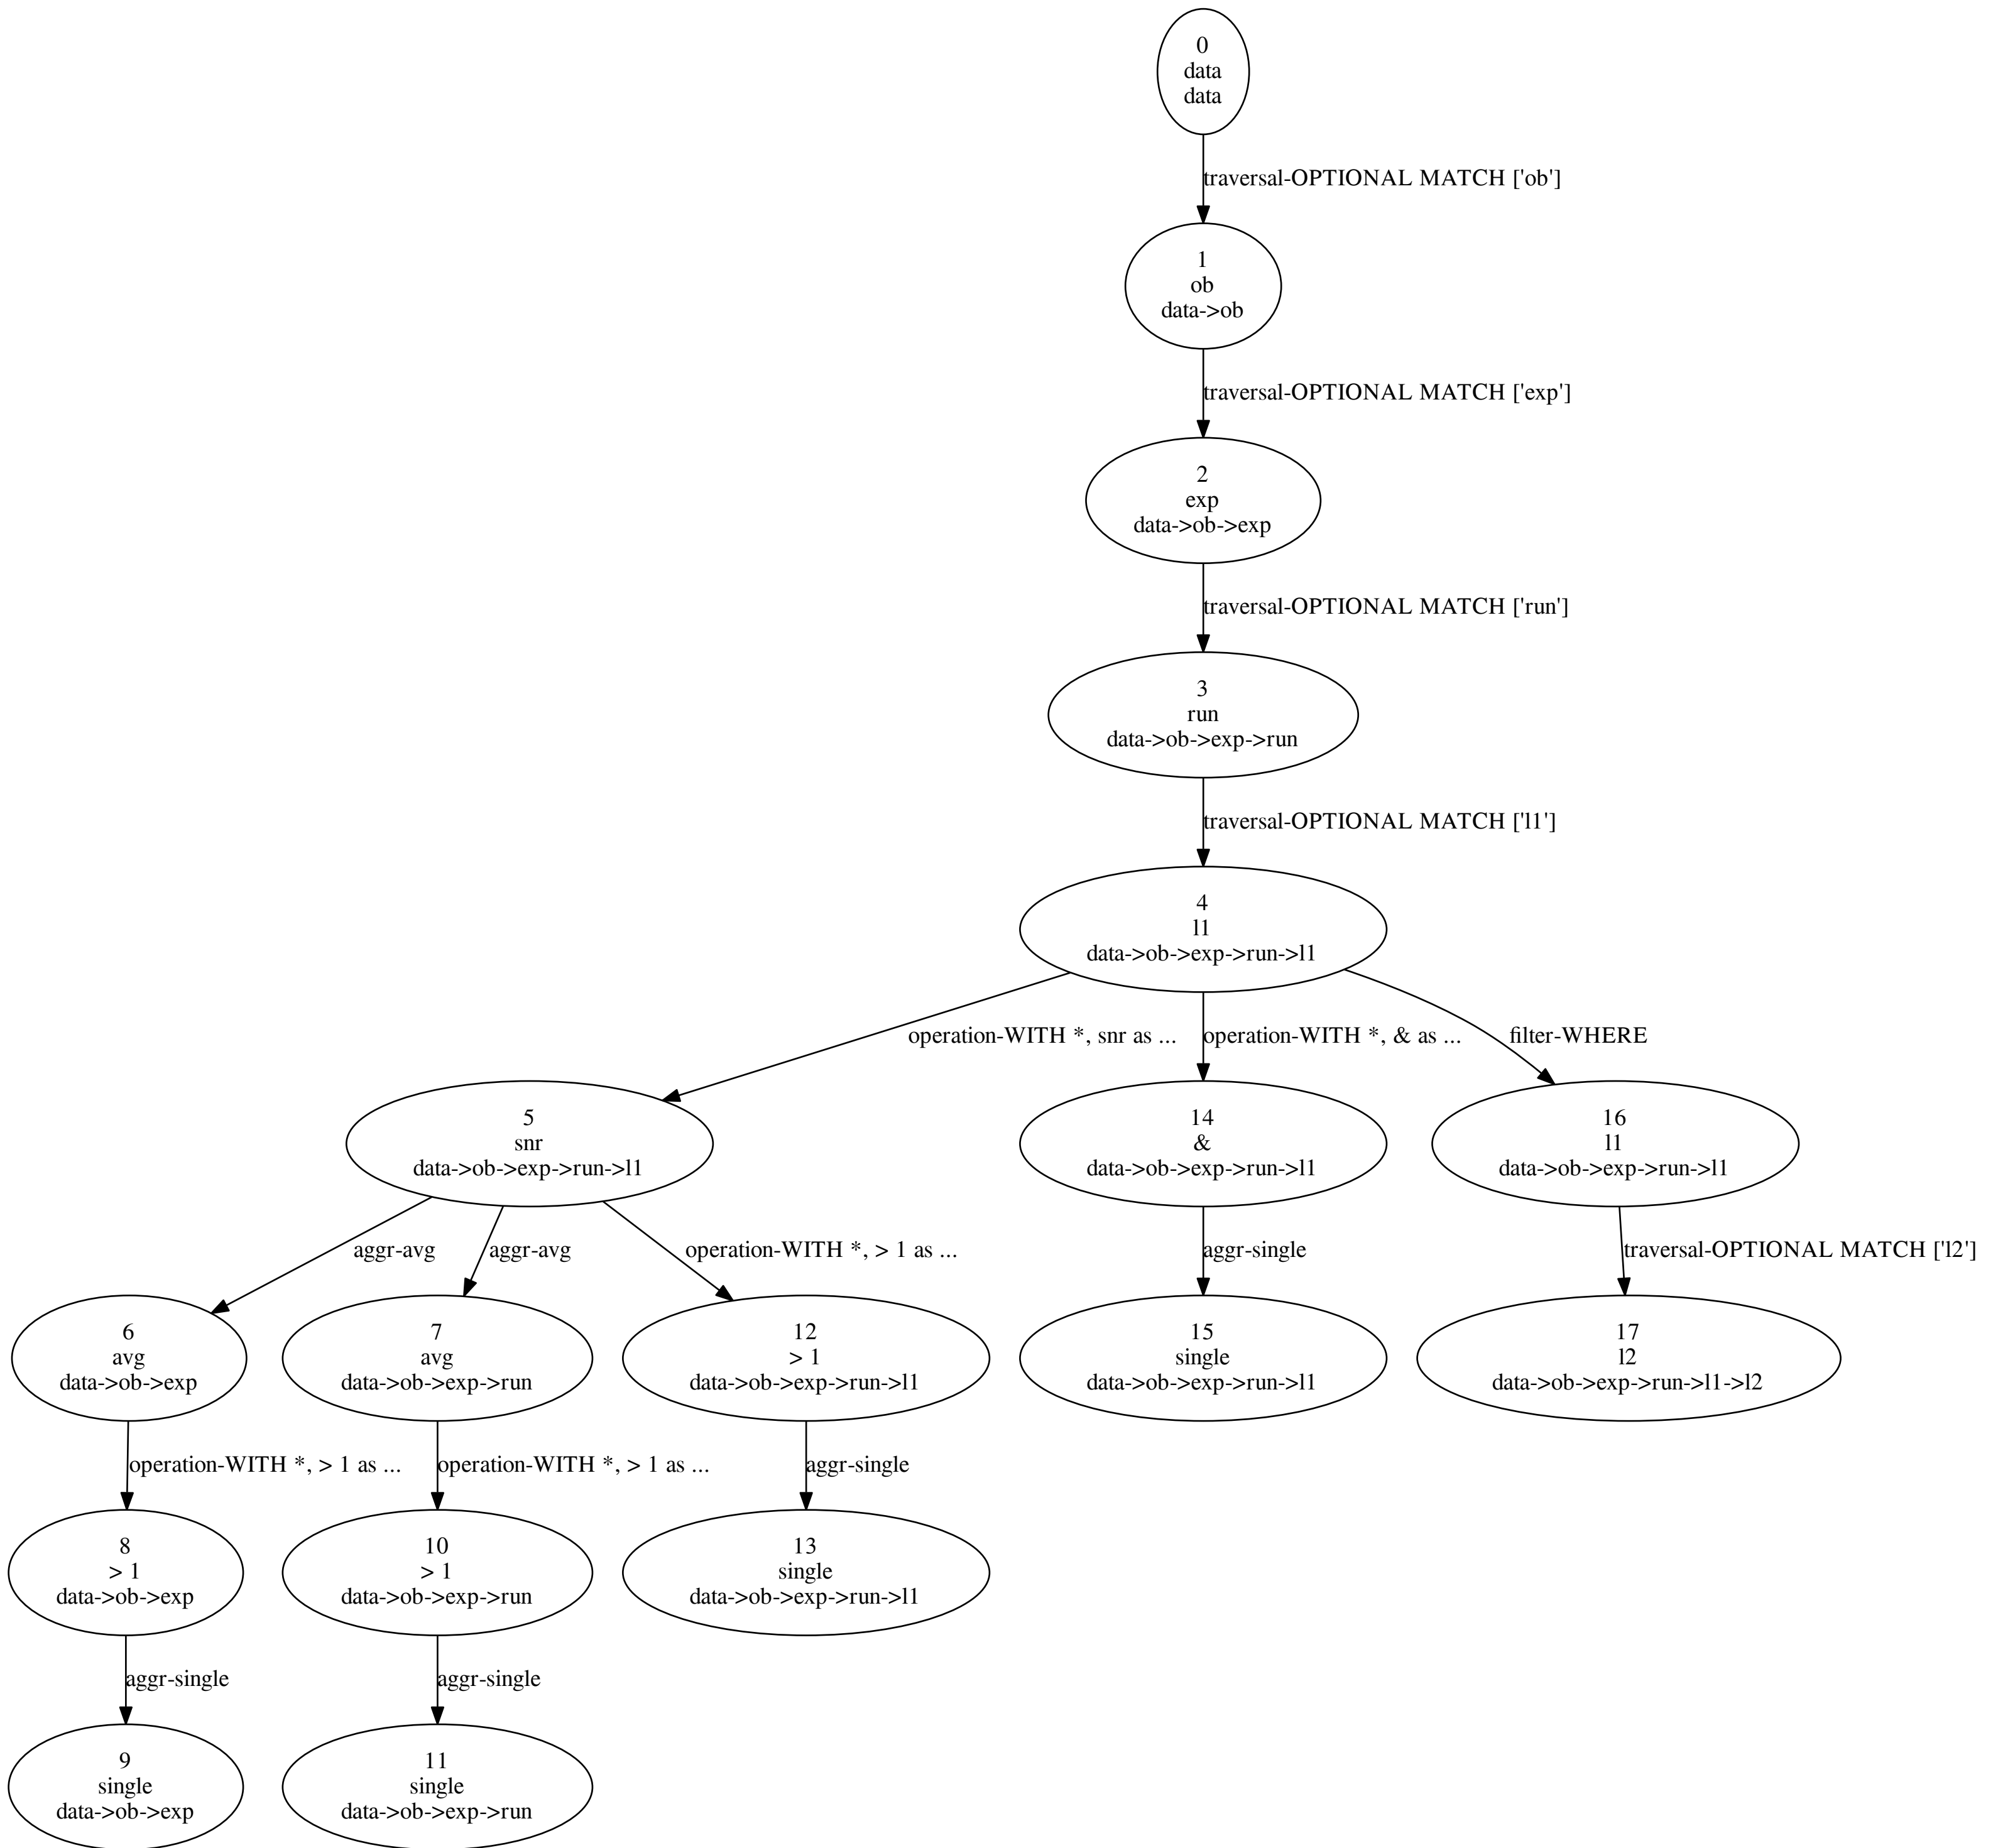 0
data
data
traversal-OPTIONAL MATCH ['ob']
1
ob
data->ob
traversal-OPTIONAL MATCH ['exp']
2
exp
data->ob->exp
traversal-OPTIONAL MATCH ['run']
3
run
data->ob->exp->run
traversal-OPTIONAL MATCH ['l1']
4
l1
data->ob->exp->run->l1
operation-WITH *, snr as ...
operation-WITH *, & as ...
filter-WHERE
5
snr
data->ob->exp->run->l1
14
&
data->ob->exp->run->l1
16
l1
data->ob->exp->run->l1
aggr-avg
aggr-avg
operation-WITH *, > 1 as ...
aggr-single
traversal-OPTIONAL MATCH ['l2']
6
avg
data->ob->exp
7
avg
data->ob->exp->run
12
> 1
data->ob->exp->run->l1
15
single
data->ob->exp->run->l1
17
l2
data->ob->exp->run->l1->l2
operation-WITH *, > 1 as ...
operation-WITH *, > 1 as ...
aggr-single
8
> 1
data->ob->exp
10
> 1
data->ob->exp->run
13
single
data->ob->exp->run->l1
aggr-single
aggr-single
9
single
data->ob->exp
11
single
data->ob->exp->run